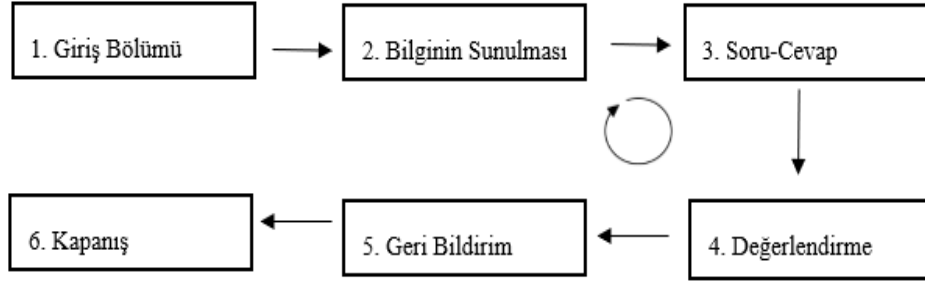 1. Giriş Bölümü
2. Bilginin Sunulması
3. Soru-Cevap
4. Değerlendirme
5. Geri Bildirim
6. Kapanış